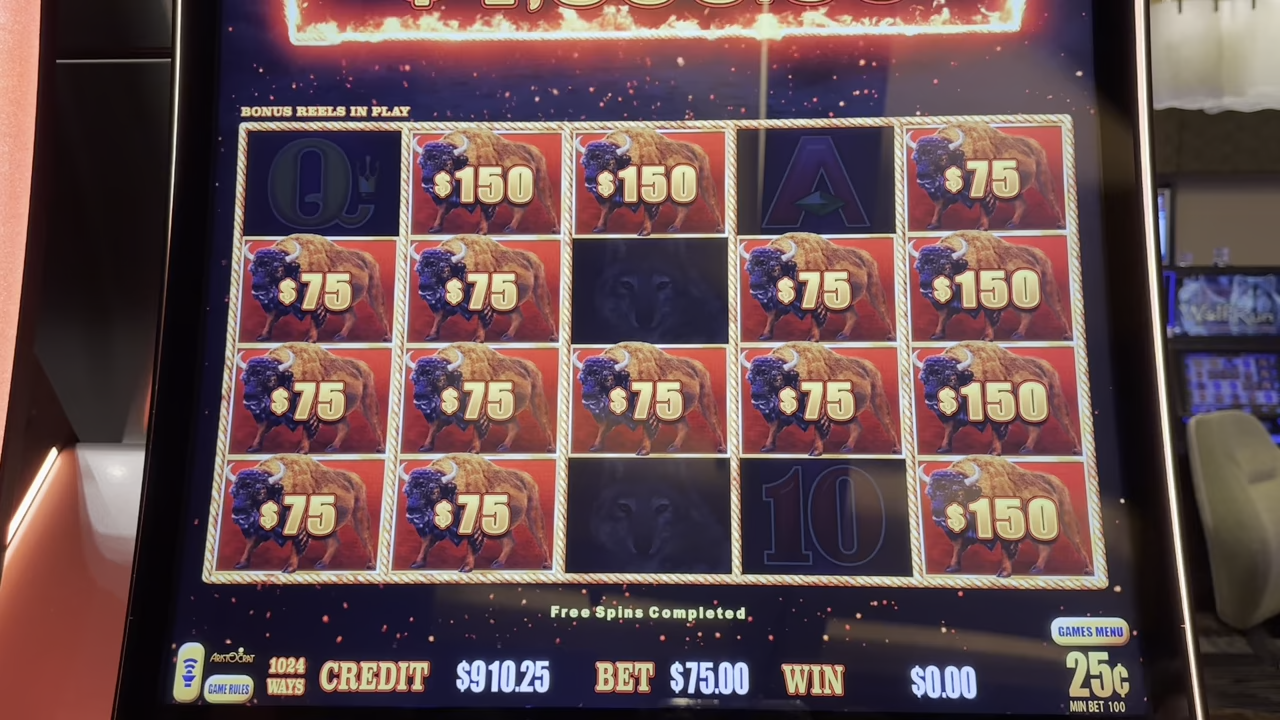 BONUS REELS IN PLAY
Q $150 $150 A $75
$75 $75 $75 $150
$75 $75 $75 $75 $150
$75 $75 10 $150
Free Spins Completed
GAMES MENU
ARISTOCRAT
GAME RULES
1024
WAYS
CREDIT $910.25 BET $75.00 WIN $0.00
25¢
MIN BET 100